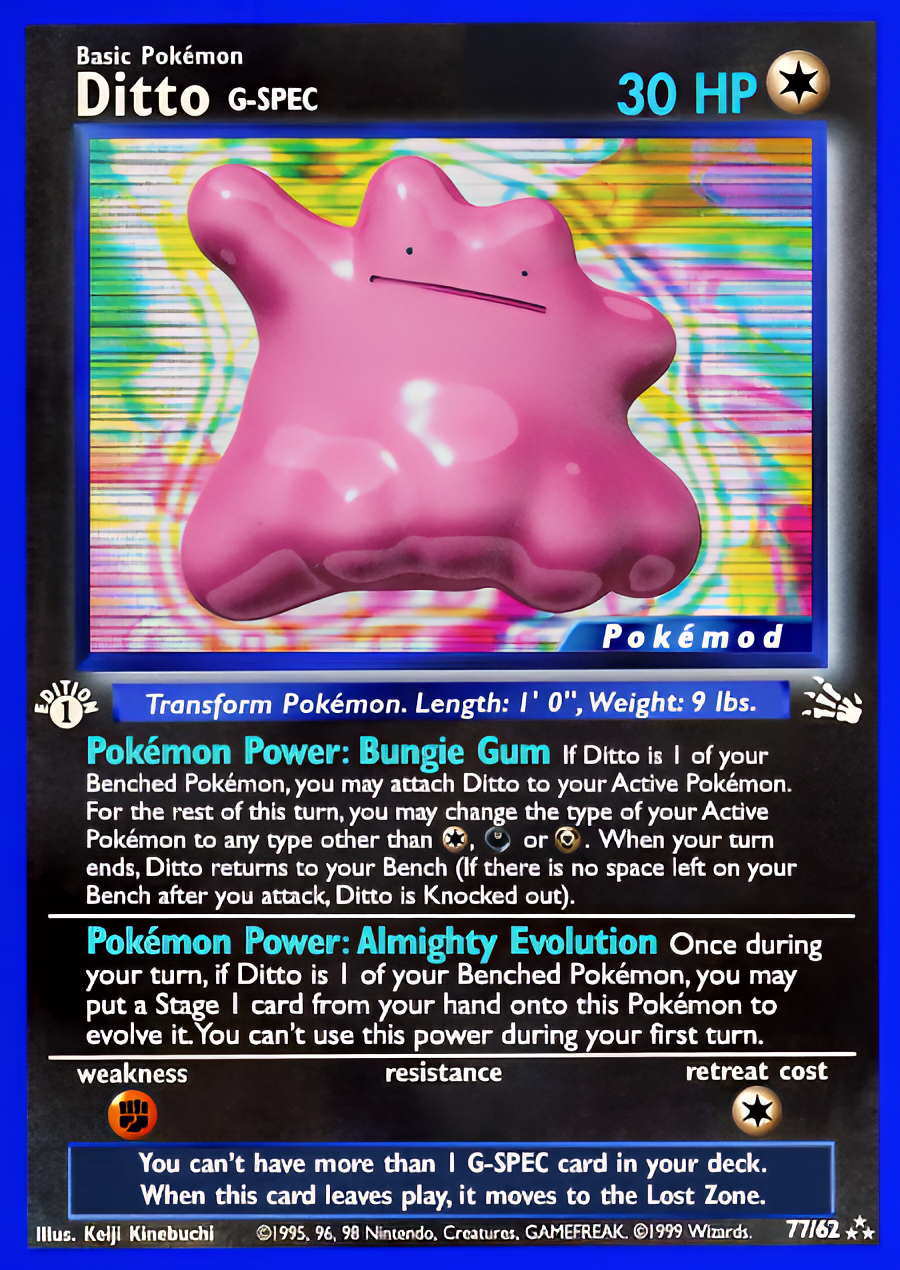 Basic Pokémon
Ditto G-SPEC
30 HP
Pokémod
EDITION
1
Transform Pokémon. Length: 1' 0", Weight: 9 lbs.
Pokémon Power: Bungie Gum If Ditto is 1 of your
Benched Pokémon, you may attach Ditto to your Active Pokémon.
For the rest of this turn, you may change the type of your Active
Pokémon to any type other than , or . When your turn
ends, Ditto returns to your Bench (If there is no space left on your
Bench after you attack, Ditto is Knocked out).
Pokémon Power: Almighty Evolution Once during
your turn, if Ditto is 1 of your Benched Pokémon, you may
put a Stage 1 card from your hand onto this Pokémon to
evolve it. You can't use this power during your first turn.
weakness resistance retreat cost
You can't have more than 1 G-SPEC card in your deck.
When this card leaves play, it moves to the Lost Zone.
Illus. Keiji Kinebuchi ©1995, 96, 98 Nintendo, Creatures, GAMEFREAK. ©1999 Wizards. 77/62